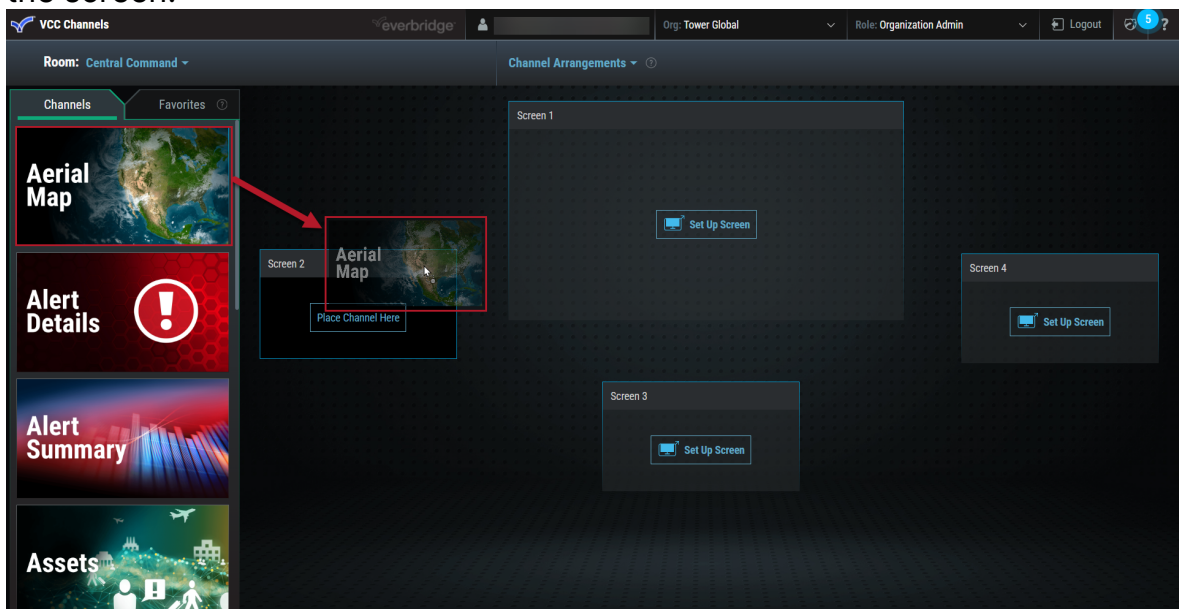 the screen.
VCC Channels
everbridge
Org: Tower Global
Role: Organization Admin
Logout
5
?
Room: Central Command
Channel Arrangements
?
Channels
Favorites
?
Aerial
Map
Screen 1
Set Up Screen
Screen 2
Aerial
Map
Place Channel Here
Screen 4
Set Up Screen
Alert
Details
!
Screen 3
Set Up Screen
Alert
Summary
Assets
!